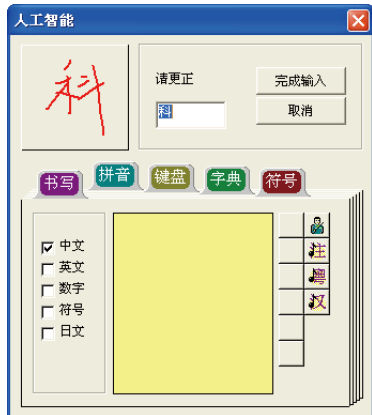 人工智能
科
请更正
完成输入
科
取消
书写 拼音 键盘 字典 符号
中文
英文
数字
符号
日文
注
粤
汉